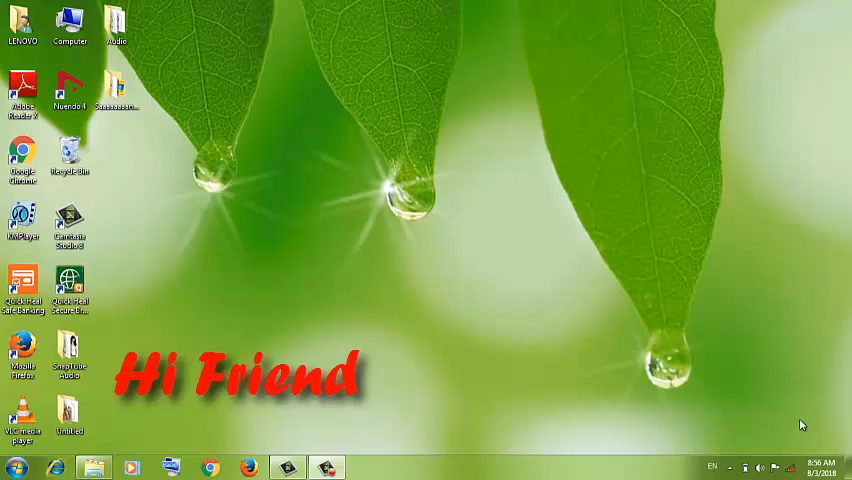 LENOVO
Computer
Audio
Adobe
Reader X
Nuendo 4
Google
Chrome
Recycle Bin
KMPlayer
Camtasia
Studio 8
Quick Heal
Safe Banking
Quick Heal
Secure Br...
Mozilla
Firefox
SnapTube
Audio
VLC media
player
Untitled
Hi Friend
EN
8:56 AM
8/3/2018